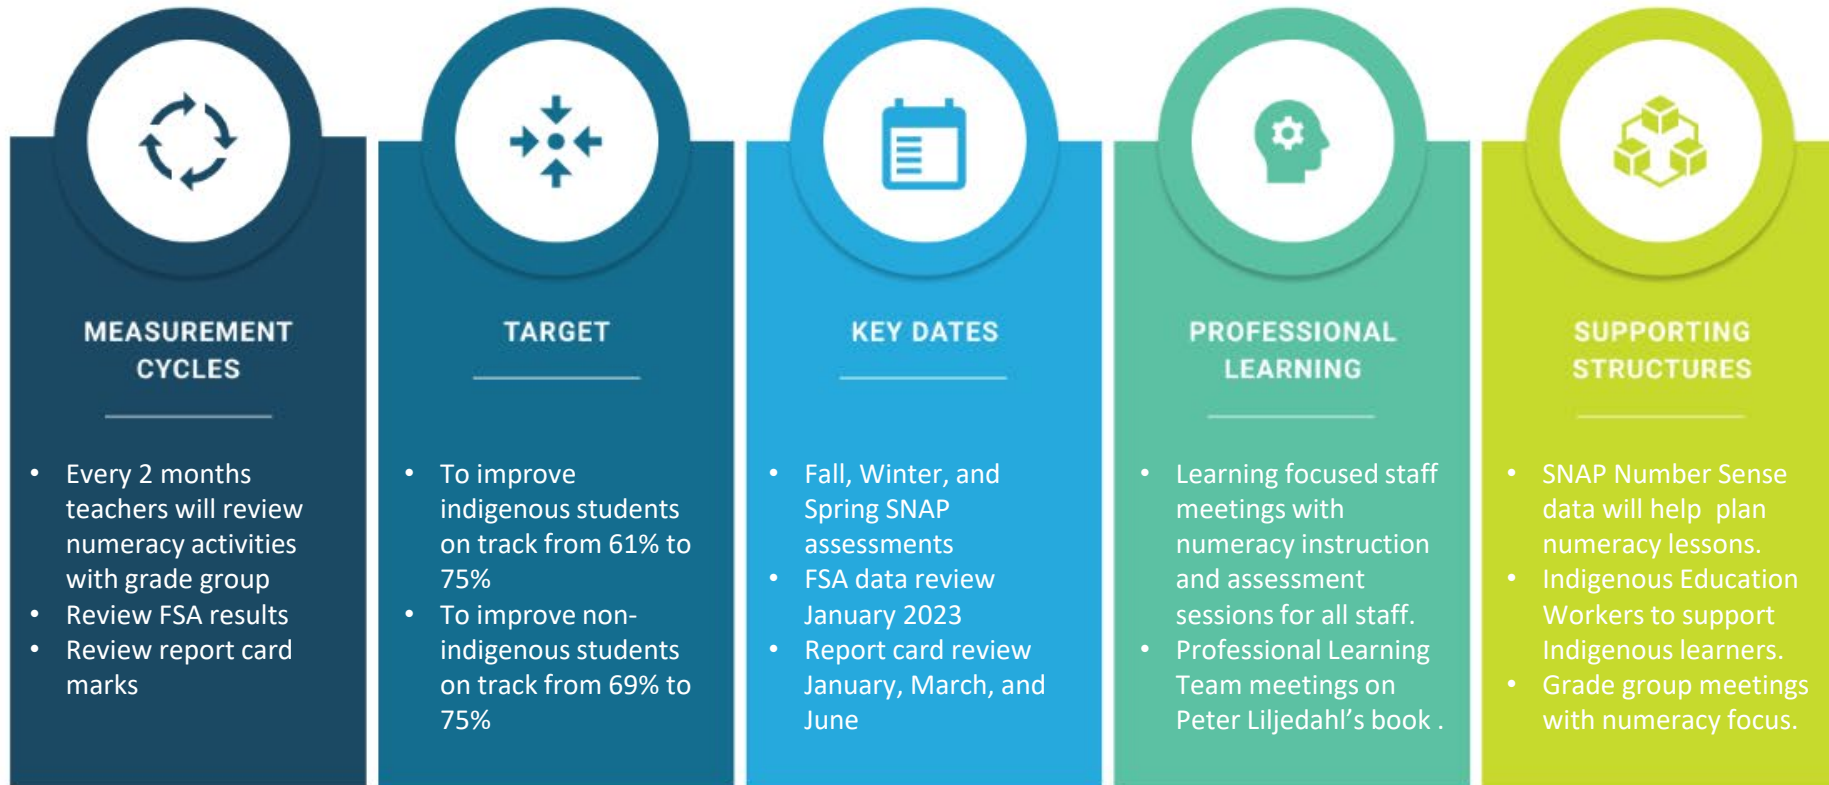 MEASUREMENT
CYCLES
• Every 2 months
teachers will review
numeracy activities
with grade group
• Review FSA results
• Review report card
marks
TARGET
• To improve
indigenous students
on track from 61% to
75%
• To improve non-
indigenous students
on track from 69% to
75%
KEY DATES
• Fall, Winter, and
Spring SNAP
assessments
• FSA data review
January 2023
• Report card review
January, March, and
June
PROFESSIONAL
LEARNING
• Learning focused staff
meetings with
numeracy instruction
and assessment
sessions for all staff.
• Professional Learning
Team meetings on
Peter Liljedahl’s book .
SUPPORTING
STRUCTURES
• SNAP Number Sense
data will help  plan
numeracy lessons.
• Indigenous Education
Workers to support
Indigenous learners.
• Grade group meetings
with numeracy focus.